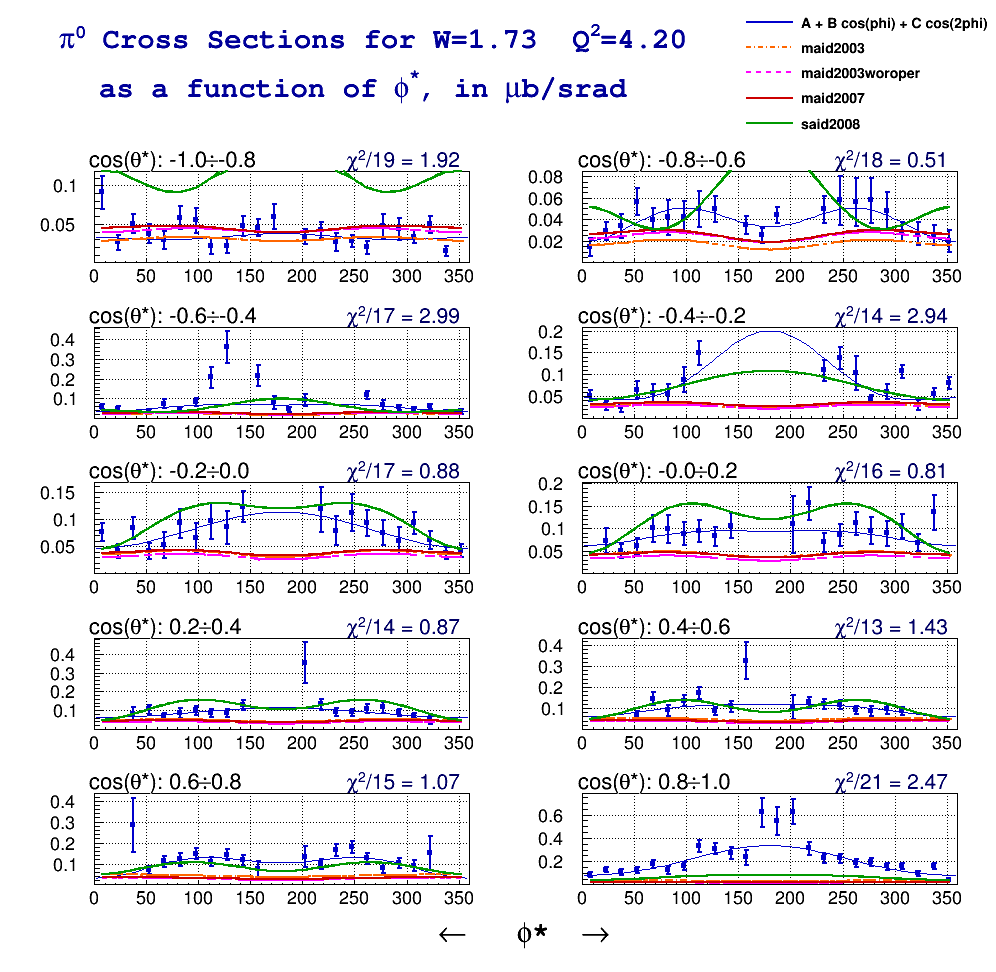 π⁰ Cross Sections for W=1.73 Q²=4.20
as a function of ϕ*, in μb/srad
A + B cos(phi) + C cos(2phi)
maid2003
maid2003woroper
maid2007
said2008
cos(θ*): -1.0÷-0.8 χ²/19 = 1.92
0.1
0.05
0 50 100 150 200 250 300 350
cos(θ*): -0.8÷-0.6 χ²/18 = 0.51
0.08
0.06
0.04
0.02
0 50 100 150 200 250 300 350
cos(θ*): -0.6÷-0.4 χ²/17 = 2.99
0.4
0.3
0.2
0.1
0 50 100 150 200 250 300 350
cos(θ*): -0.4÷-0.2 χ²/14 = 2.94
0.2
0.15
0.1
0.05
0 50 100 150 200 250 300 350
cos(θ*): -0.2÷0.0 χ²/17 = 0.88
0.15
0.1
0.05
0 50 100 150 200 250 300 350
cos(θ*): -0.0÷0.2 χ²/16 = 0.81
0.2
0.15
0.1
0.05
0 50 100 150 200 250 300 350
cos(θ*): 0.2÷0.4 χ²/14 = 0.87
0.4
0.3
0.2
0.1
0 50 100 150 200 250 300 350
cos(θ*): 0.4÷0.6 χ²/13 = 1.43
0.4
0.3
0.2
0.1
0 50 100 150 200 250 300 350
cos(θ*): 0.6÷0.8 χ²/15 = 1.07
0.4
0.3
0.2
0.1
0 50 100 150 200 250 300 350
cos(θ*): 0.8÷1.0 χ²/21 = 2.47
0.6
0.4
0.2
0 50 100 150 200 250 300 350
← ϕ* →